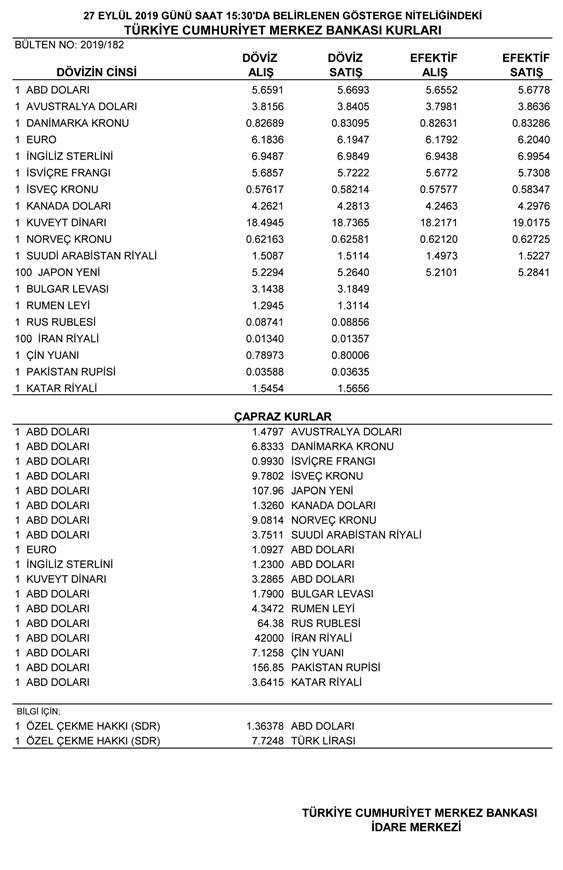 27 EYLÜL 2019 GÜNÜ SAAT 15:30'DA BELİRLENEN GÖSTERGE NİTELİĞİNDEKİ
TÜRKİYE CUMHURİYET MERKEZ BANKASI KURLARI
BÜLTEN NO: 2019/182
DÖVİZ DÖVİZ EFEKTİF EFEKTİF
DÖVİZİN CİNSİ ALIŞ SATIŞ ALIŞ SATIŞ
1 ABD DOLARI 5.6591 5.6693 5.6552 5.6778
1 AVUSTRALYA DOLARI 3.8156 3.8405 3.7981 3.8636
1 DANİMARKA KRONU 0.82689 0.83095 0.82631 0.83286
1 EURO 6.1836 6.1947 6.1792 6.2040
1 İNGİLİZ STERLİNİ 6.9487 6.9849 6.9438 6.9954
1 İSVİÇRE FRANGI 5.6857 5.7222 5.6772 5.7308
1 İSVEÇ KRONU 0.57617 0.58214 0.57577 0.58347
1 KANADA DOLARI 4.2621 4.2813 4.2463 4.2976
1 KUVEYT DİNARI 18.4945 18.7365 18.2171 19.0175
1 NORVEÇ KRONU 0.62163 0.62581 0.62120 0.62725
1 SUUDİ ARABİSTAN RİYALİ 1.5087 1.5114 1.4973 1.5227
100 JAPON YENİ 5.2294 5.2640 5.2101 5.2841
1 BULGAR LEVASI 3.1438 3.1849
1 RUMEN LEYİ 1.2945 1.3114
1 RUS RUBLESİ 0.08741 0.08856
100 İRAN RİYALİ 0.01340 0.01357
1 ÇİN YUANI 0.78973 0.80006
1 PAKİSTAN RUPİSİ 0.03588 0.03635
1 KATAR RİYALİ 1.5454 1.5656
ÇAPRAZ KURLAR
1 ABD DOLARI 1.4797 AVUSTRALYA DOLARI
1 ABD DOLARI 6.8333 DANİMARKA KRONU
1 ABD DOLARI 0.9930 İSVİÇRE FRANGI
1 ABD DOLARI 9.7802 İSVEÇ KRONU
1 ABD DOLARI 107.96 JAPON YENİ
1 ABD DOLARI 1.3260 KANADA DOLARI
1 ABD DOLARI 9.0814 NORVEÇ KRONU
1 ABD DOLARI 3.7511 SUUDİ ARABİSTAN RİYALİ
1 EURO 1.0927 ABD DOLARI
1 İNGİLİZ STERLİNİ 1.2300 ABD DOLARI
1 KUVEYT DİNARI 3.2865 ABD DOLARI
1 ABD DOLARI 1.7900 BULGAR LEVASI
1 ABD DOLARI 4.3472 RUMEN LEYİ
1 ABD DOLARI 64.38 RUS RUBLESİ
1 ABD DOLARI 42000 İRAN RİYALİ
1 ABD DOLARI 7.1258 ÇİN YUANI
1 ABD DOLARI 156.85 PAKİSTAN RUPİSİ
1 ABD DOLARI 3.6415 KATAR RİYALİ
BİLGİ İÇİN;
1 ÖZEL ÇEKME HAKKI (SDR) 1.36378 ABD DOLARI
1 ÖZEL ÇEKME HAKKI (SDR) 7.7248 TÜRK LİRASI
TÜRKİYE CUMHURİYET MERKEZ BANKASI
İDARE MERKEZİ